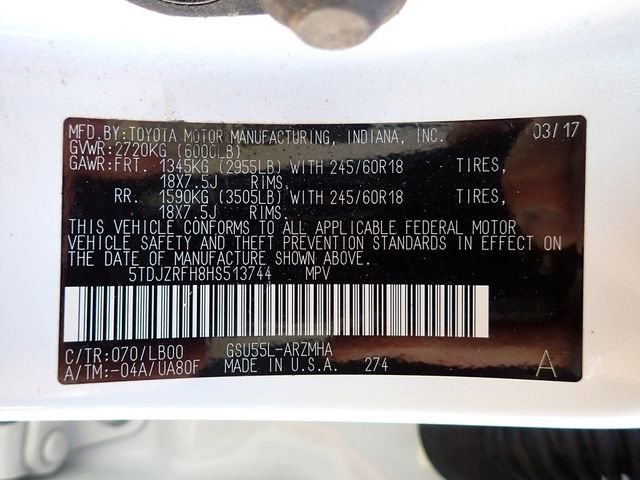 MFD.BY:TOYOTA MOTOR MANUFACTURING, INDIANA, INC. 03/17
GVWR:2720KG (6000LB)
GAWR:FRT. 1345KG (2955LB) WITH 245/60R18 TIRES,
18X7.5J RIMS.
RR. 1590KG (3505LB) WITH 245/60R18 TIRES,
18X7.5J RIMS.
THIS VEHICLE CONFORMS TO ALL APPLICABLE FEDERAL MOTOR
VEHICLE SAFETY AND THEFT PREVENTION STANDARDS IN EFFECT ON
THE DATE OF MANUFACTURE SHOWN ABOVE.
5TDJZRFH8HS513744 MPV
C/TR:070/LB00 GSU55L-ARZMHA
A/TM:-04A/UA80F MADE IN U.S.A. 274 A